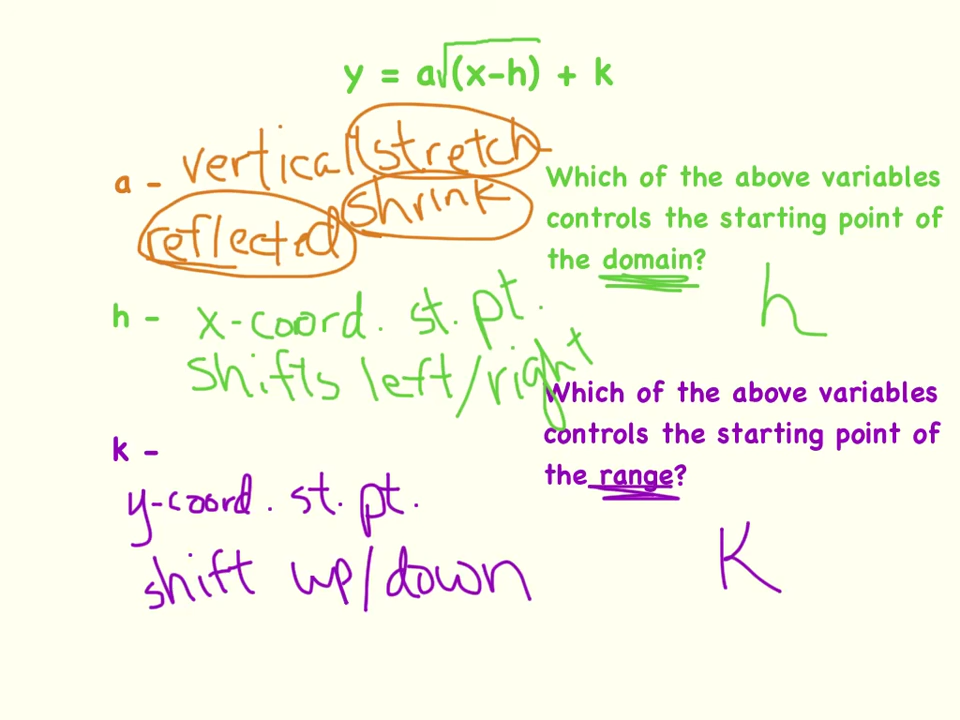 y = a√(x-h) + k
a - vertical stretch
shrink
reflected
h - x-coord. st. pt.
shifts left/right
k -
y-coord. st. pt.
shift up/down
Which of the above variables
controls the starting point of
the domain?
h
Which of the above variables
controls the starting point of
the range?
K